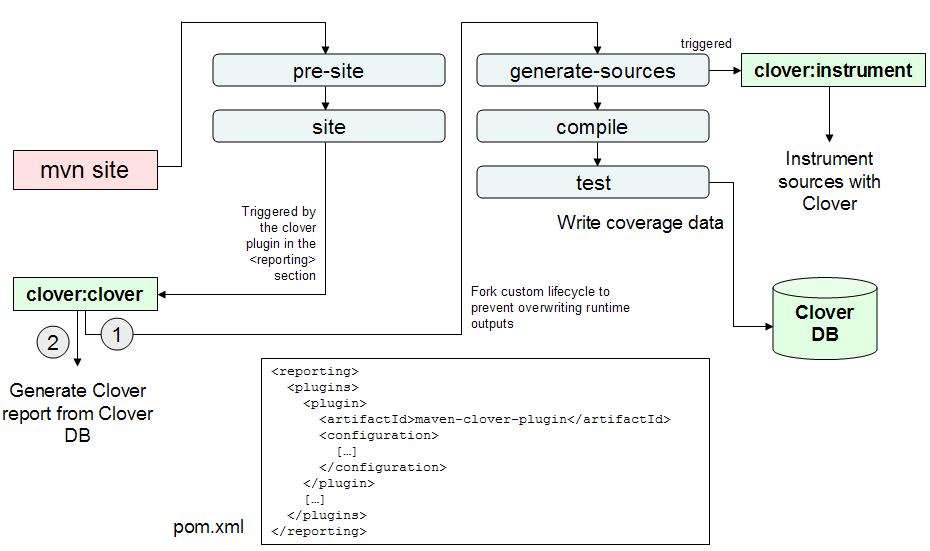 triggered
pre-site
generate-sources
clover:instrument
site
compile
mvn site
test
Instrument
sources with
Clover
Triggered by
the clover
plugin in the
<reporting>
section
Write coverage data
clover:clover
Fork custom lifecycle to
prevent overwriting runtime
outputs
Clover
DB
1
2
Generate Clover
report from Clover
DB
<reporting>
<plugins>
<plugin>
<artifactId>maven-clover-plugin</artifactId>
<configuration>
[…]
</configuration>
</plugin>
[…]
</plugins>
</reporting>
pom.xml